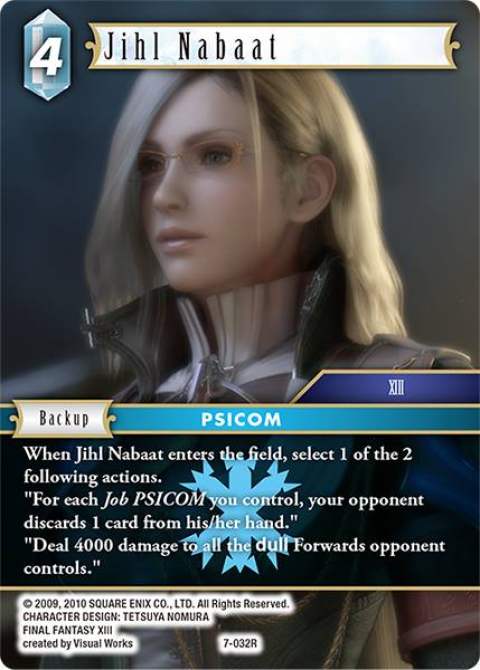 4
Jihl Nabaat
XIII
Backup
PSICOM
When Jihl Nabaat enters the field, select 1 of the 2
following actions.
"For each Job PSICOM you control, your opponent
discards 1 card from his/her hand."
"Deal 4000 damage to all the dull Forwards opponent
controls."
© 2009, 2010 SQUARE ENIX CO., LTD. All Rights Reserved.
CHARACTER DESIGN: TETSUYA NOMURA
FINAL FANTASY XIII
created by Visual Works
7-032R